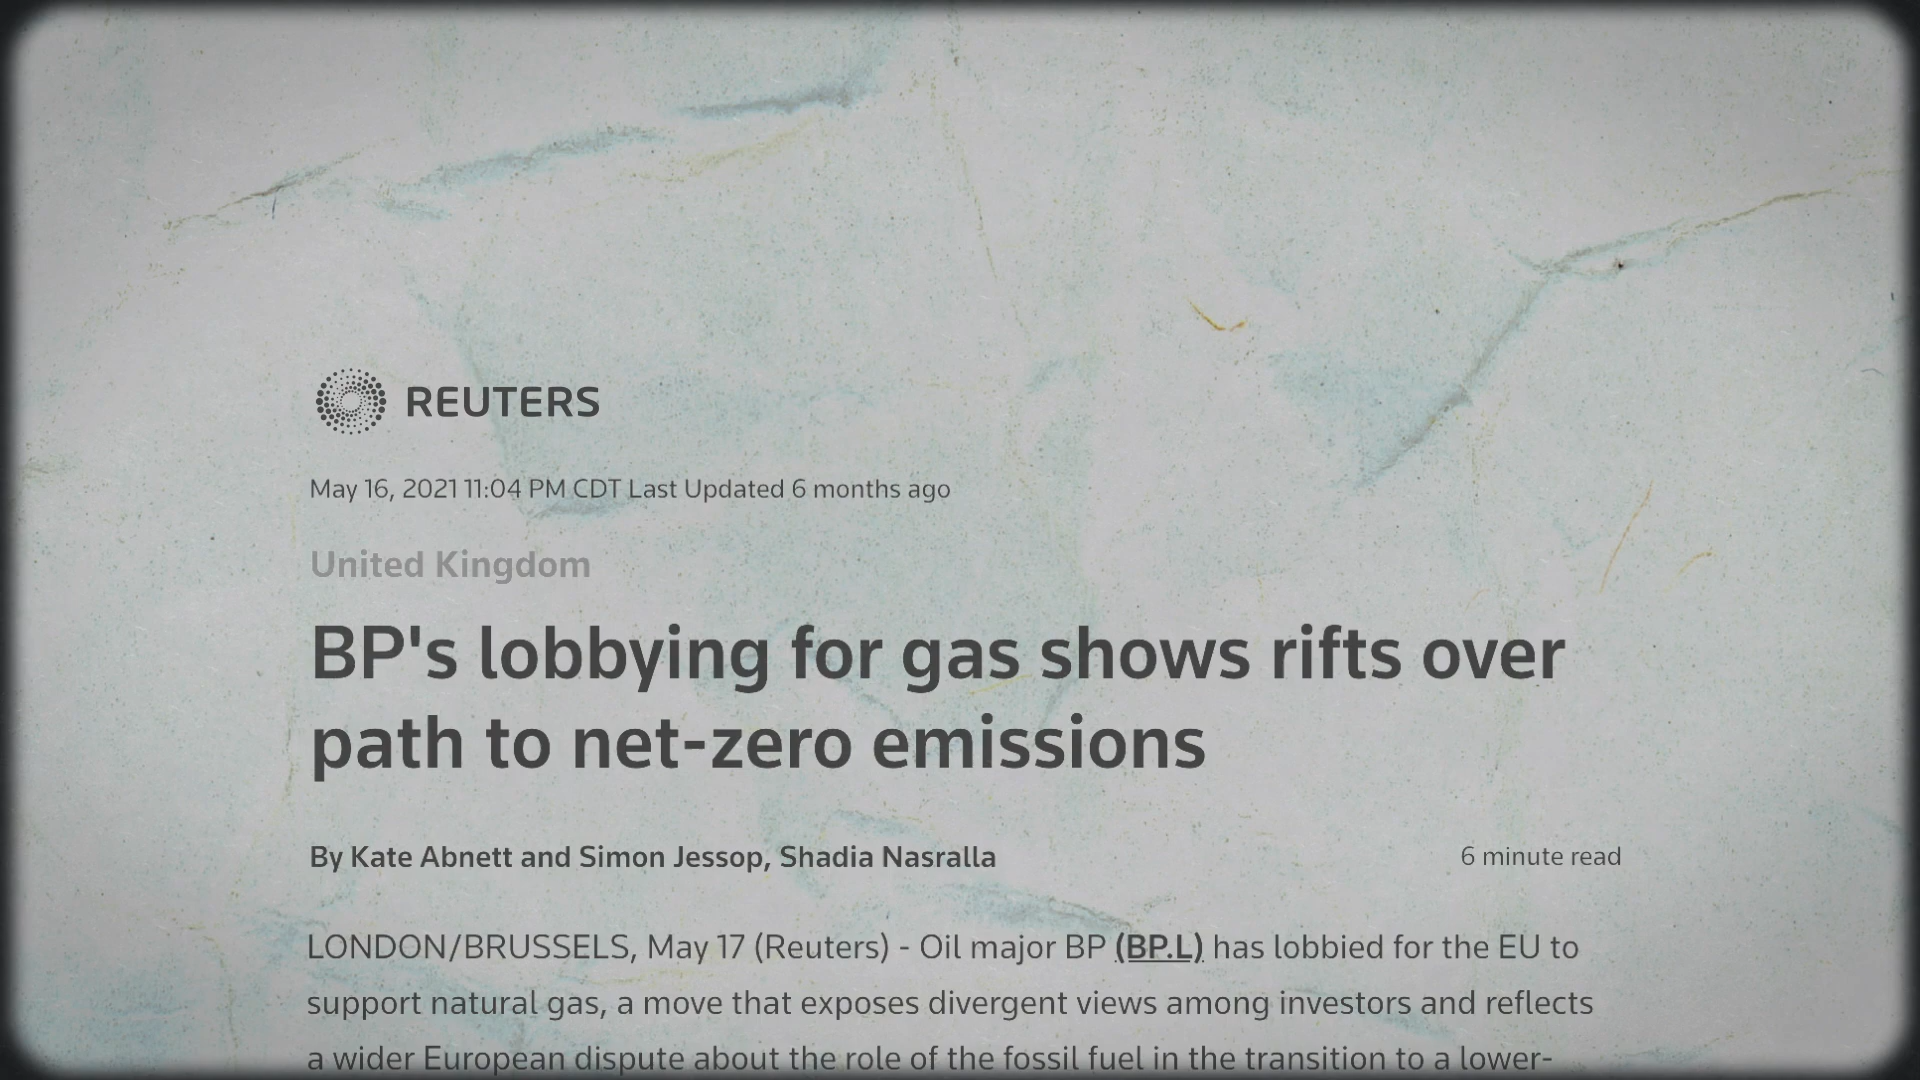 REUTERS
May 16, 2021 11:04 PM CDT Last Updated 6 months ago
United Kingdom
BP's lobbying for gas shows rifts over
path to net-zero emissions
By Kate Abnett and Simon Jessop, Shadia Nasralla
6 minute read
LONDON/BRUSSELS, May 17 (Reuters) - Oil major BP (BP.L) has lobbied for the EU to
support natural gas, a move that exposes divergent views among investors and reflects
a wider European dispute about the role of the fossil fuel in the transition to a lower-